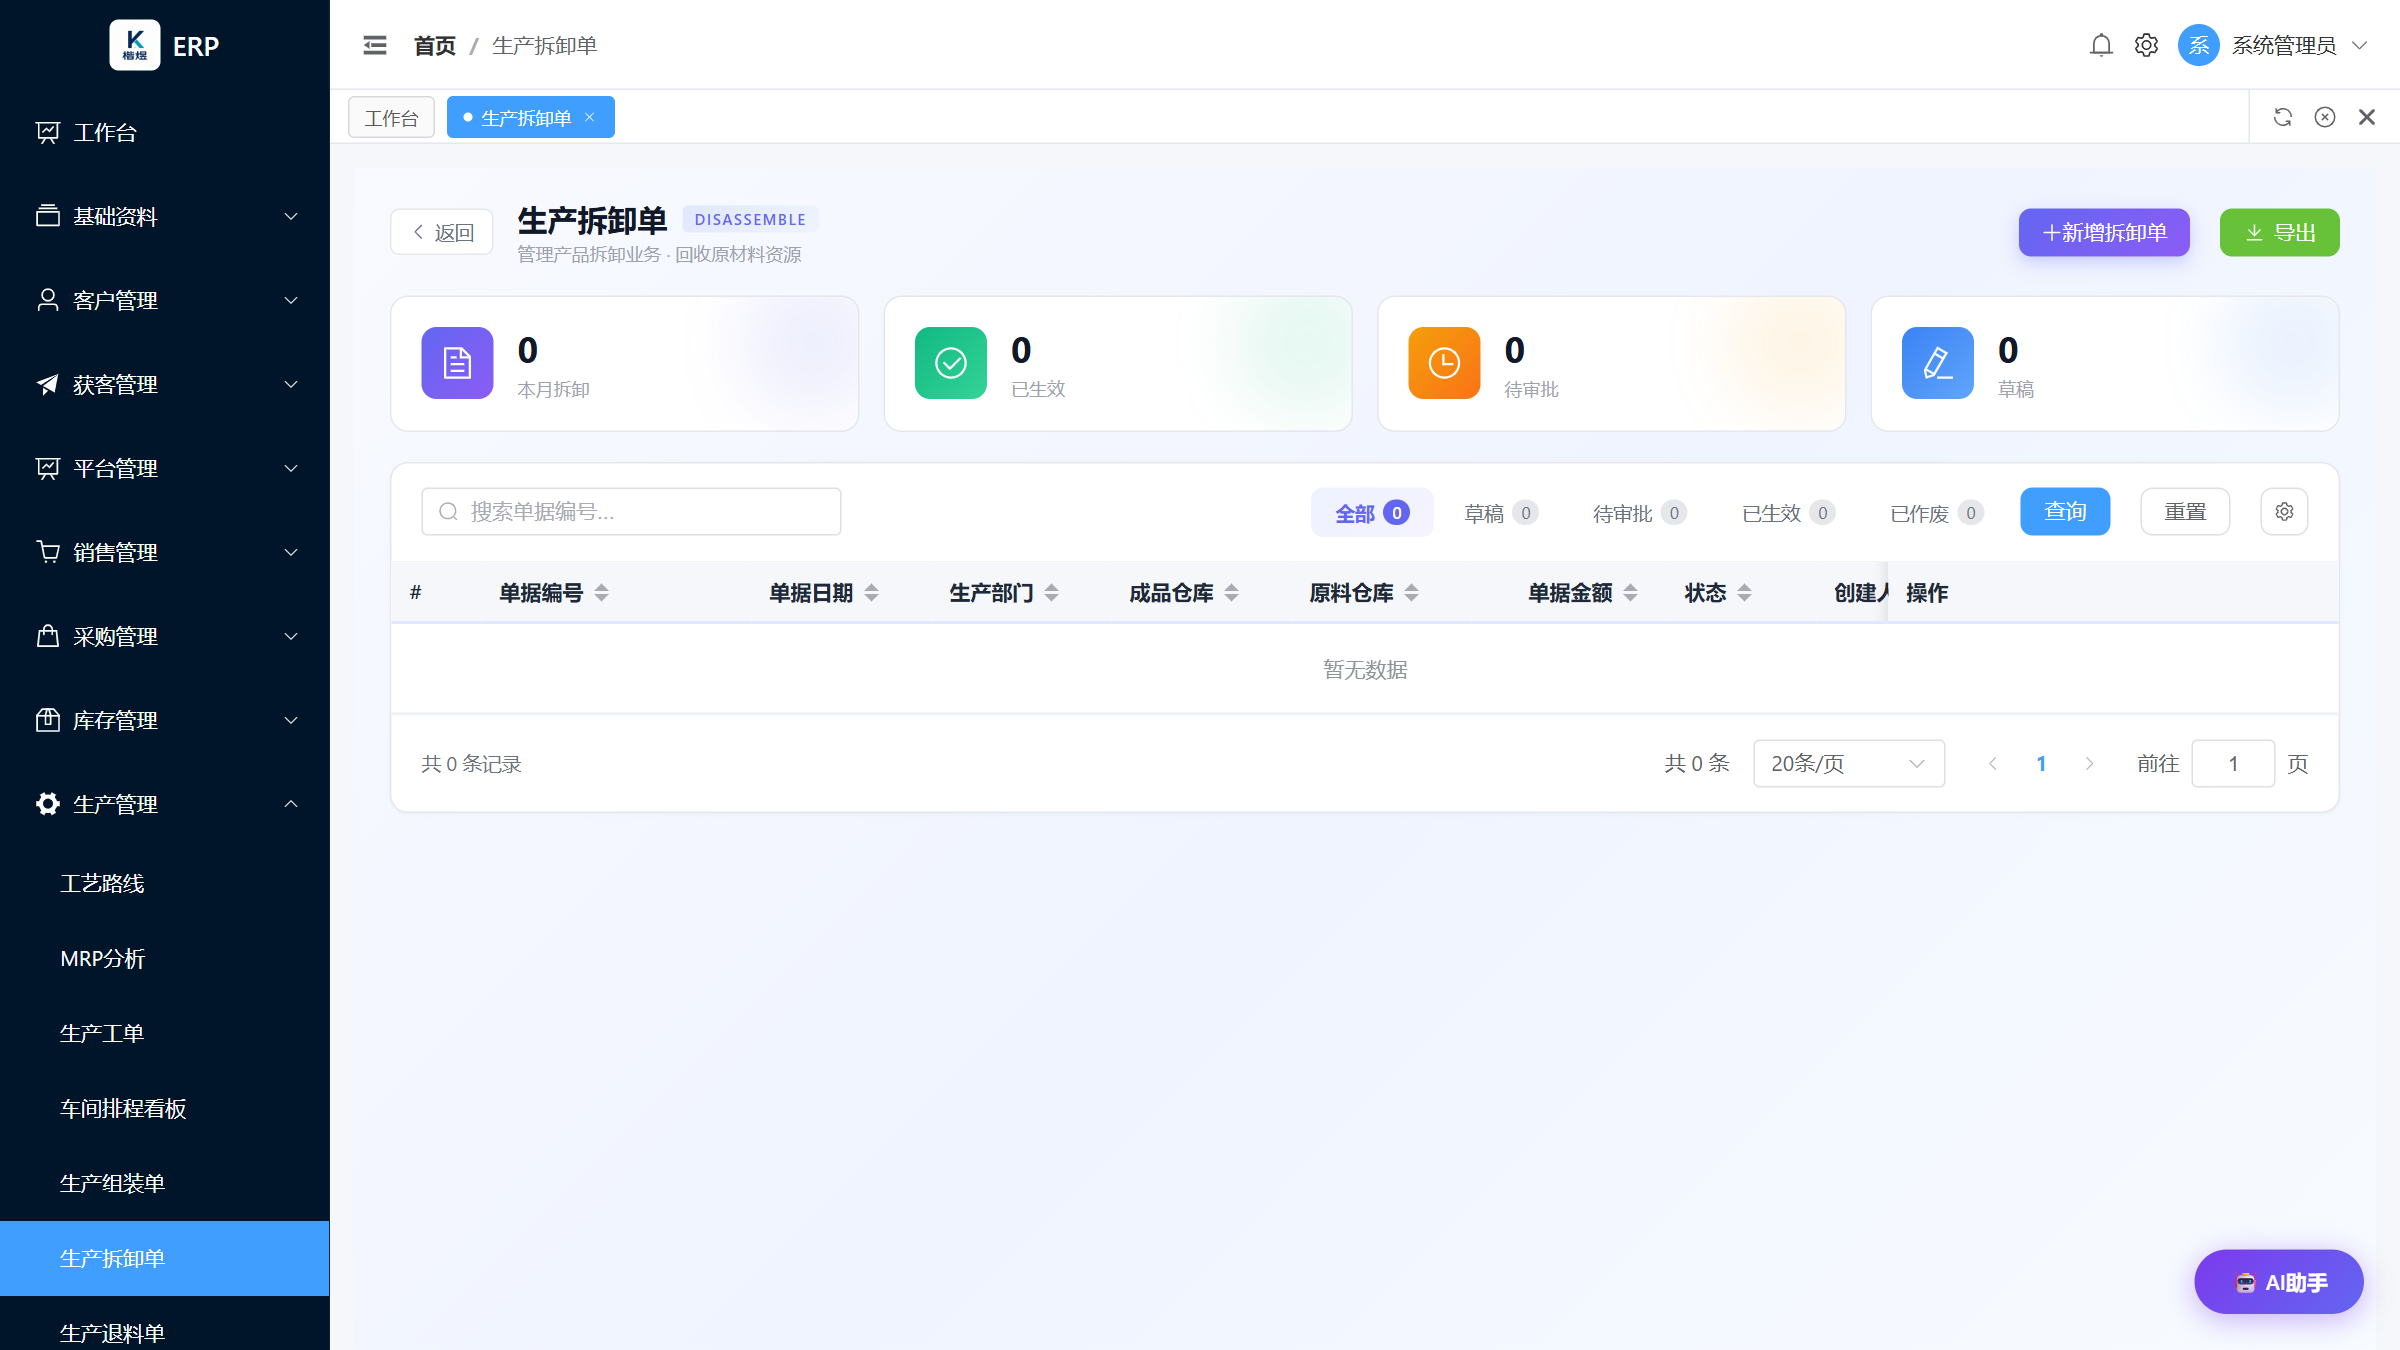 K
楷煜
ERP
工作台
基础资料
客户管理
获客管理
平台管理
销售管理
采购管理
库存管理
生产管理
工艺路线
MRP分析
生产工单
车间排程看板
生产组装单
生产拆卸单
生产退料单
首页 / 生产拆卸单
系 系统管理员
工作台
生产拆卸单
返回
生产拆卸单 DISASSEMBLE
管理产品拆卸业务 · 回收原材料资源
新增拆卸单
导出
0
本月拆卸
0
已生效
0
待审批
0
草稿
搜索单据编号...
全部 0 草稿 0 待审批 0 已生效 0 已作废 0 查询 重置
# 单据编号 单据日期 生产部门 成品仓库 原料仓库 单据金额 状态 创建人 操作
暂无数据
共 0 条记录
共 0 条 20条/页 1 前往 1 页
AI助手